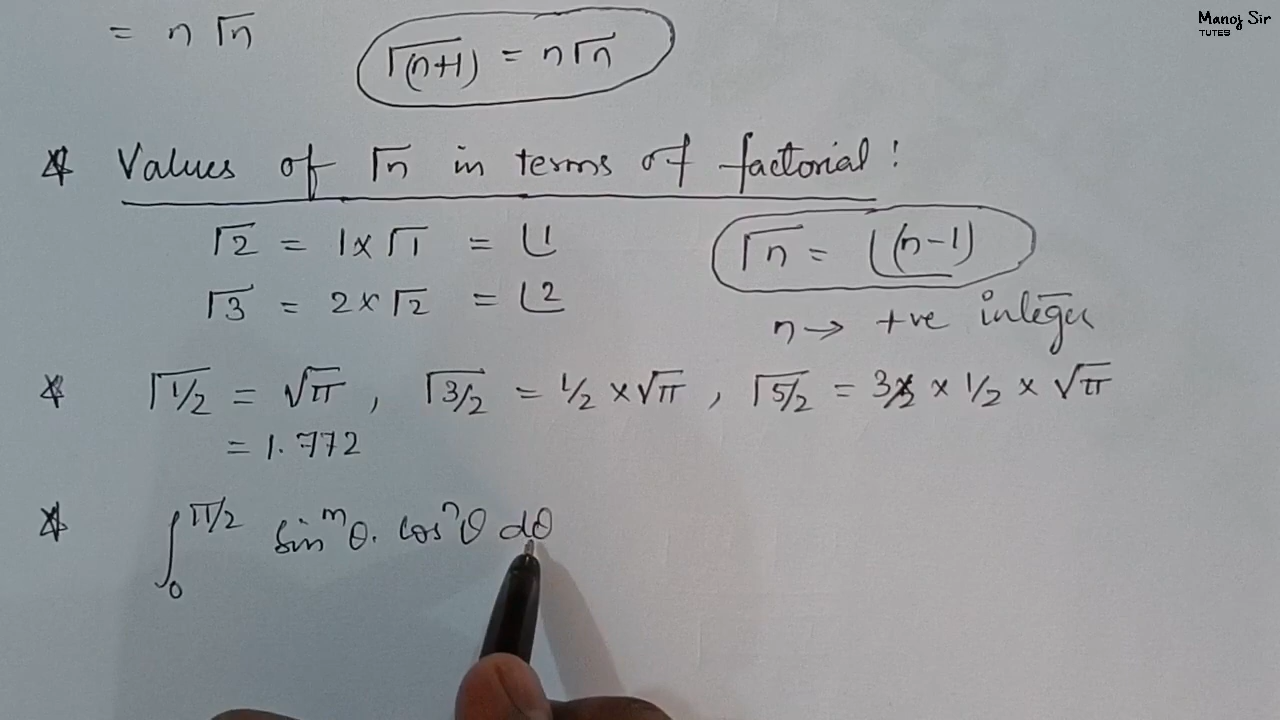 Manoj Sir
TUTES
= n Γn    Γ(n+1) = nΓn
* Values of Γn in terms of factorial:
Γ2 = 1 × Γ1 = ⌊1    Γn = ⌊(n-1)
Γ3 = 2 × Γ2 = ⌊2    n → +ve integer
* Γ1/2 = √π , Γ3/2 = 1/2 × √π , Γ5/2 = 3/2 × 1/2 × √π
= 1.772
* ∫₀^π/2 sin^m θ. cos^n θ dθ